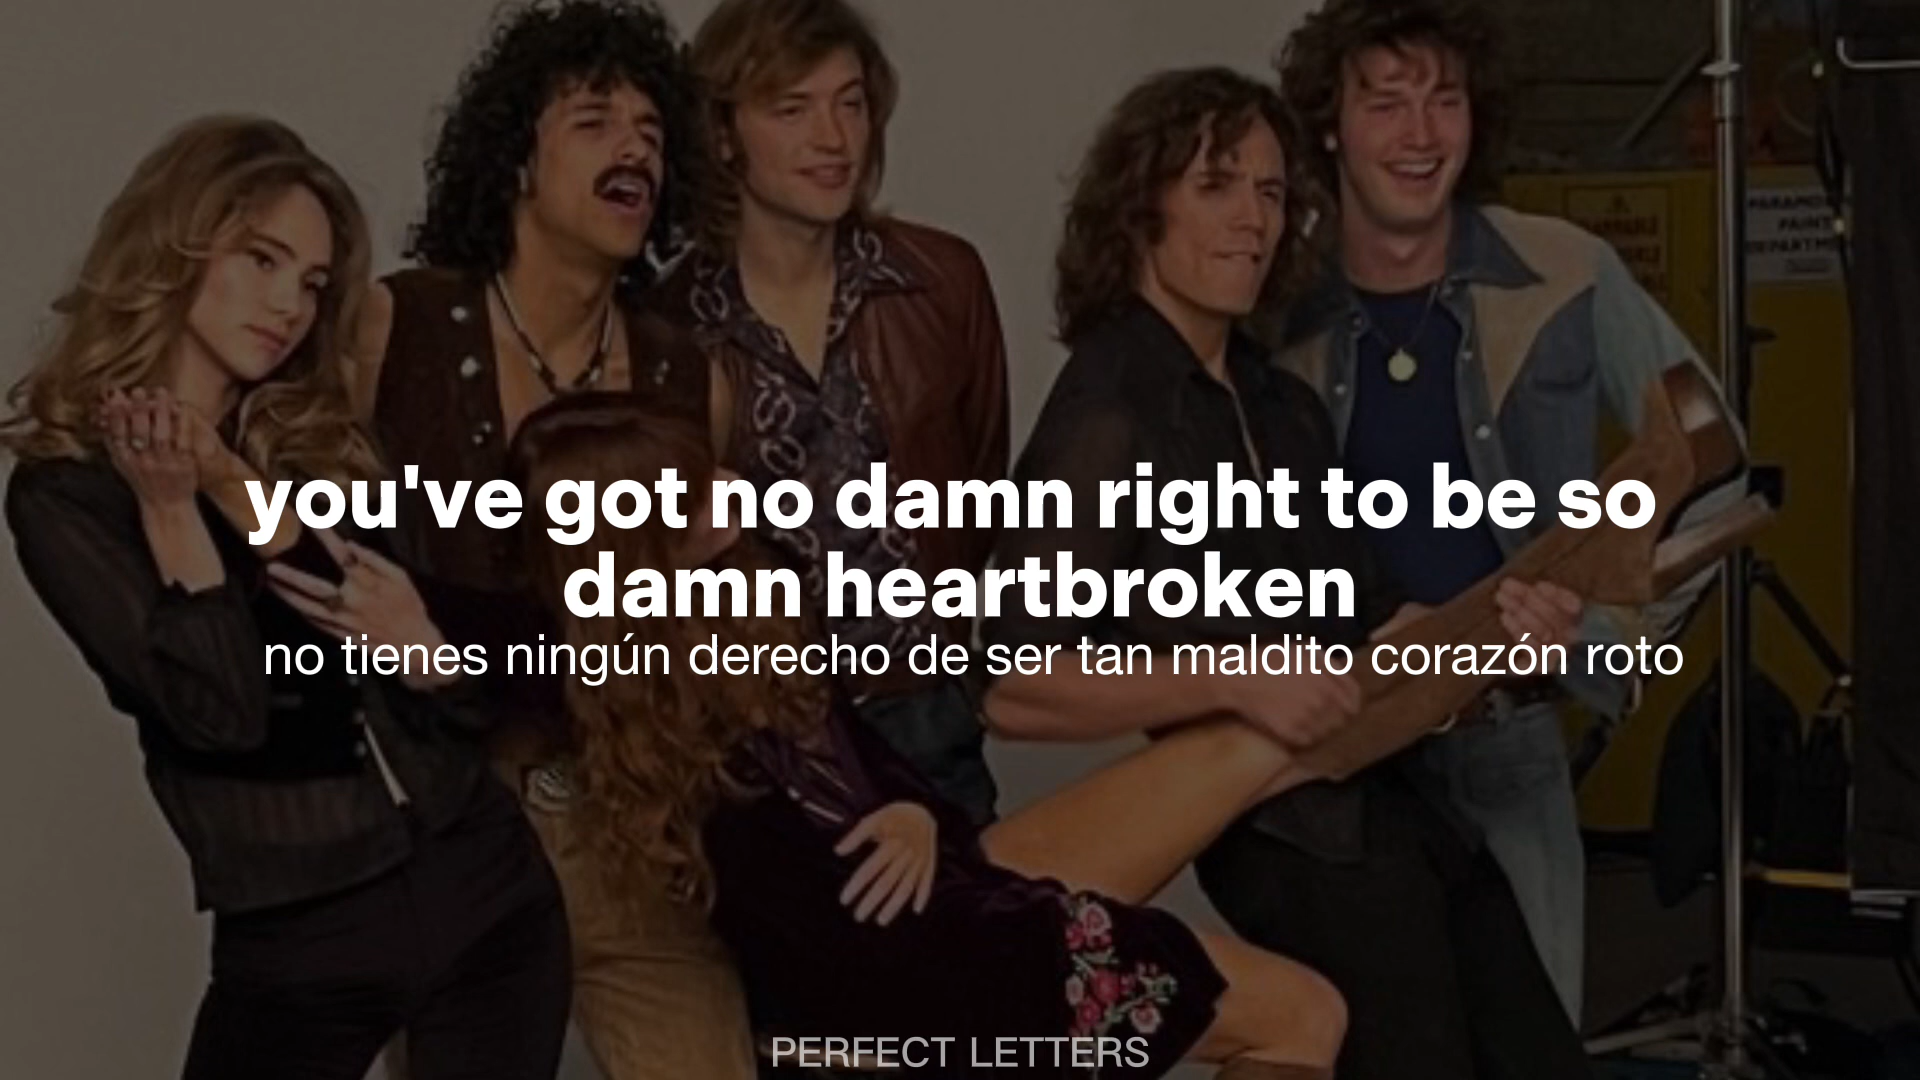 you've got no damn right to be so
damn heartbroken
no tienes ningún derecho de ser tan maldito corazón roto
PERFECT LETTERS